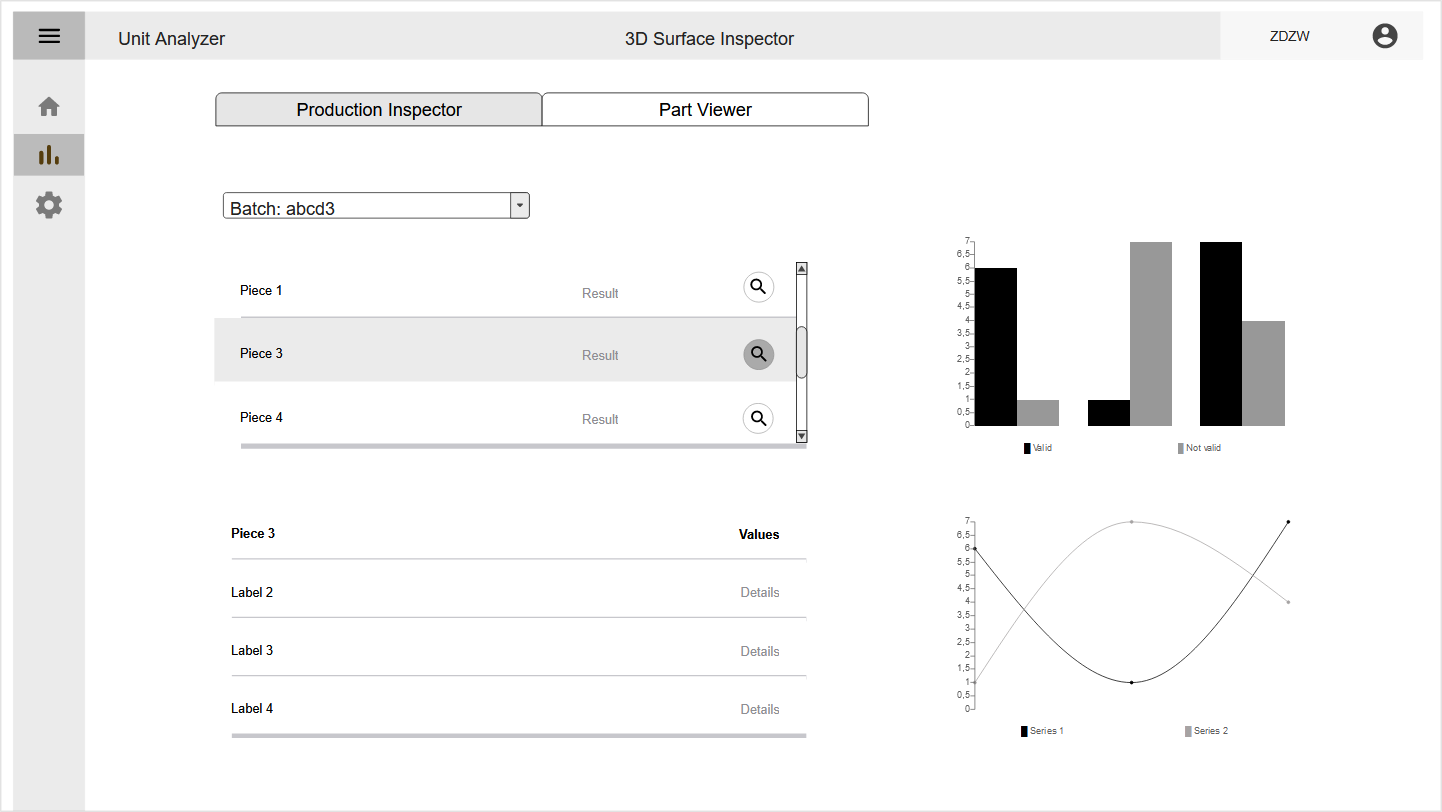 Unit Analyzer
3D Surface Inspector
ZDZW
Production Inspector
Part Viewer
Batch: abcd3
Piece 1
Result
Piece 3
Result
Piece 4
Result
7
6,5
6
5,5
5
4,5
4
3,5
3
2,5
2
1,5
1
0,5
0
Valid
Not valid
Piece 3
Values
Label 2
Details
Label 3
Details
Label 4
Details
7
6,5
6
5,5
5
4,5
4
3,5
3
2,5
2
1,5
1
0,5
0
Series 1
Series 2